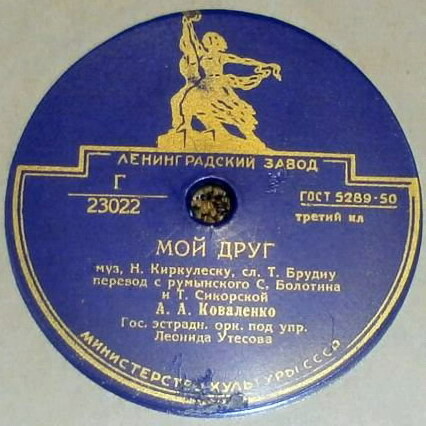 ЛЕНИНГРАДСКИЙ ЗАВОД
Г
23022
ГОСТ 5289-50
третий кл
МОЙ ДРУГ
муз, Н. Киркулеску, сл. Т. Брудиу
перевод с румынского С. Болотина
и Т. Сикорской
А. А. Коваленко
Гос. эстрадн. орк. под упр.
Леонида Утесова
МИНИСТЕРСТВО КУЛЬТУРЫ СССР